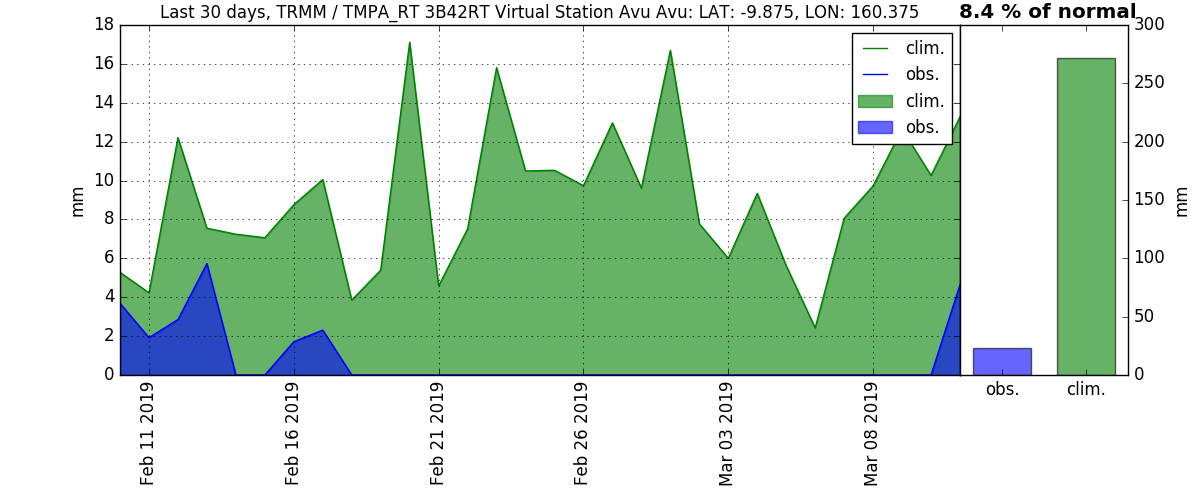 Last 30 days, TRMM / TMPA_RT 3B42RT Virtual Station Avu Avu: LAT: -9.875, LON: 160.375
8.4 % of normal
mm
18
16
14
12
10
8
6
4
2
0
clim.
obs.
clim.
obs.
Feb 11 2019
Feb 16 2019
Feb 21 2019
Feb 26 2019
Mar 03 2019
Mar 08 2019
300
250
200
150
100
50
0
mm
obs.
clim.